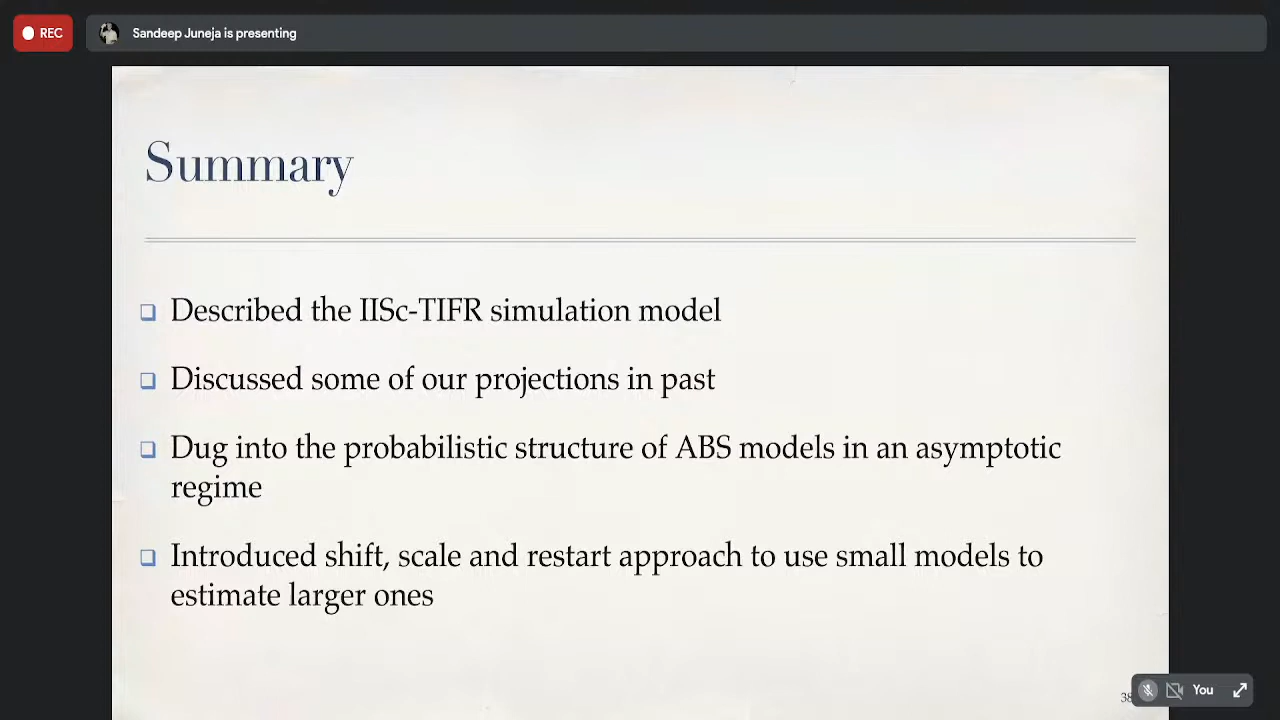 REC
Sandeep Juneja is presenting
Summary
Described the IISc-TIFR simulation model
Discussed some of our projections in past
Dug into the probabilistic structure of ABS models in an asymptotic
regime
Introduced shift, scale and restart approach to use small models to
estimate larger ones
38
You